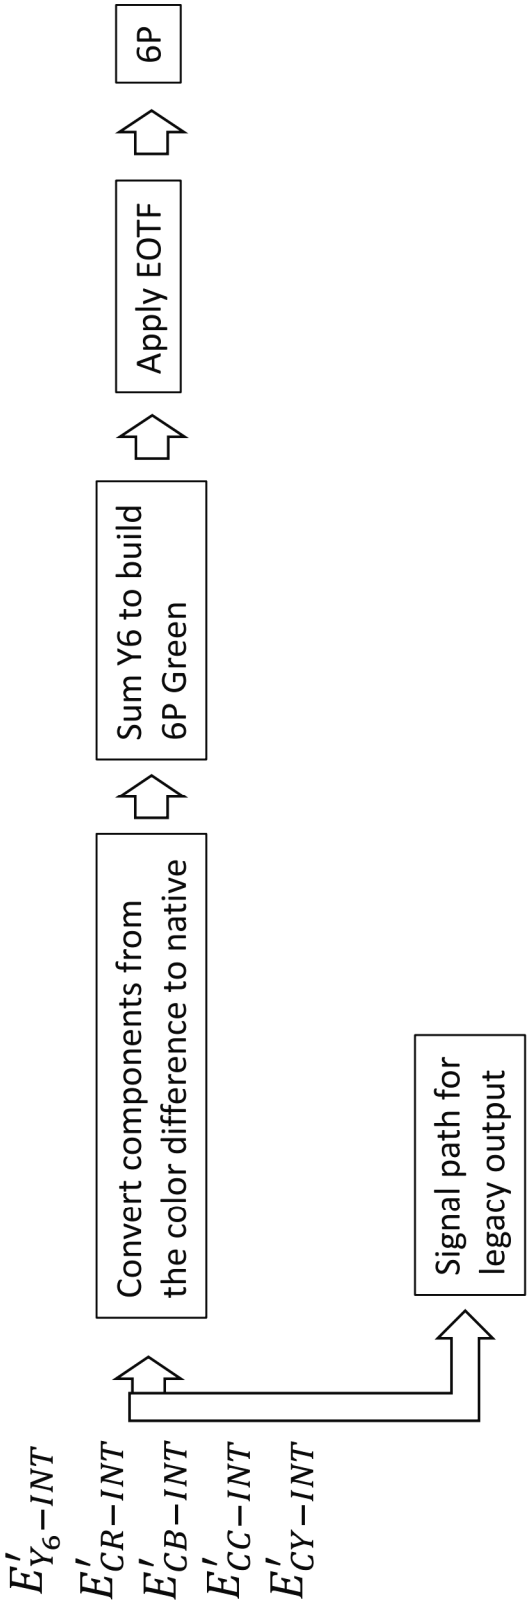 E′Y6−INT
E′CR−INT
E′CB−INT
E′CC−INT
E′CY−INT
Convert components from
the color difference to native
Sum Y6 to build
6P Green
Apply EOTF
6P
Signal path for
legacy output